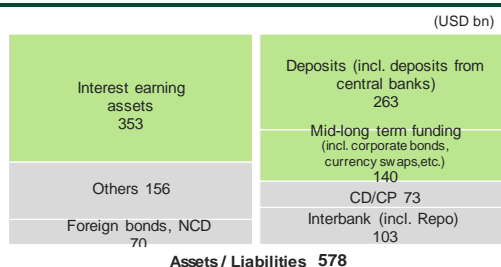 (USD bn)
Interest earning
assets
353
Others 156
Foreign bonds, NCD
70
Deposits (incl. deposits from
central banks)
263
Mid-long term funding
(incl. corporate bonds,
currency swaps,etc.)
140
CD/CP 73
Interbank (incl. Repo)
103
Assets / Liabilities 578